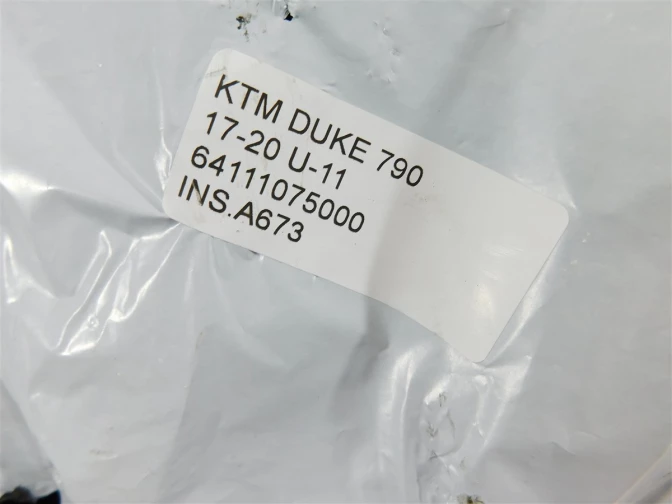 KTM DUKE 790
17-20 U-11
64111075000
INS.A673